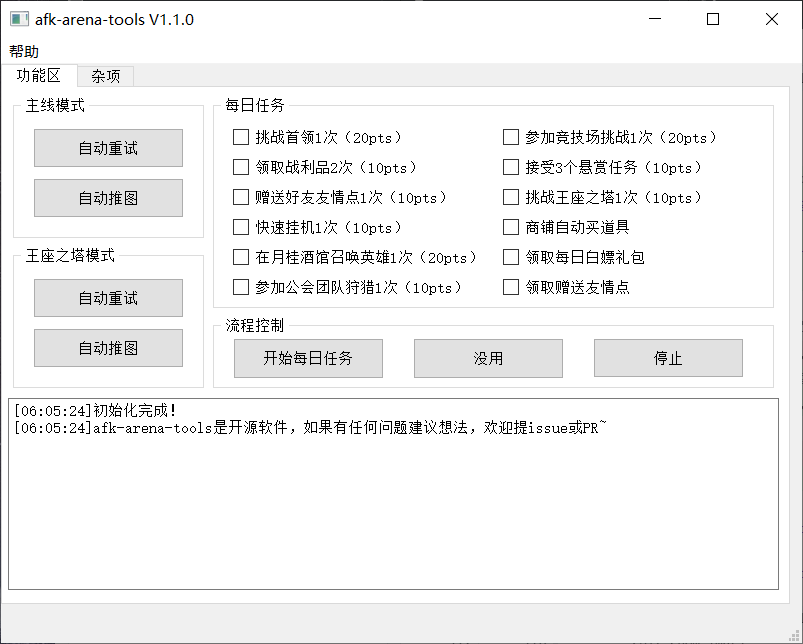 afk-arena-tools V1.1.0
帮助
功能区
杂项
主线模式
自动重试
自动推图
王座之塔模式
自动重试
自动推图
每日任务
挑战首领1次（20pts）
参加竞技场挑战1次（20pts）
领取战利品2次（10pts）
接受3个悬赏任务（10pts）
赠送好友友情点1次（10pts）
挑战王座之塔1次（10pts）
快速挂机1次（10pts）
商铺自动买道具
在月桂酒馆召唤英雄1次（20pts）
领取每日白嫖礼包
参加公会团队狩猎1次（10pts）
领取赠送友情点
流程控制
开始每日任务
没用
停止
[06:05:24]初始化完成!
[06:05:24]afk-arena-tools是开源软件，如果有任何问题建议想法，欢迎提issue或PR~